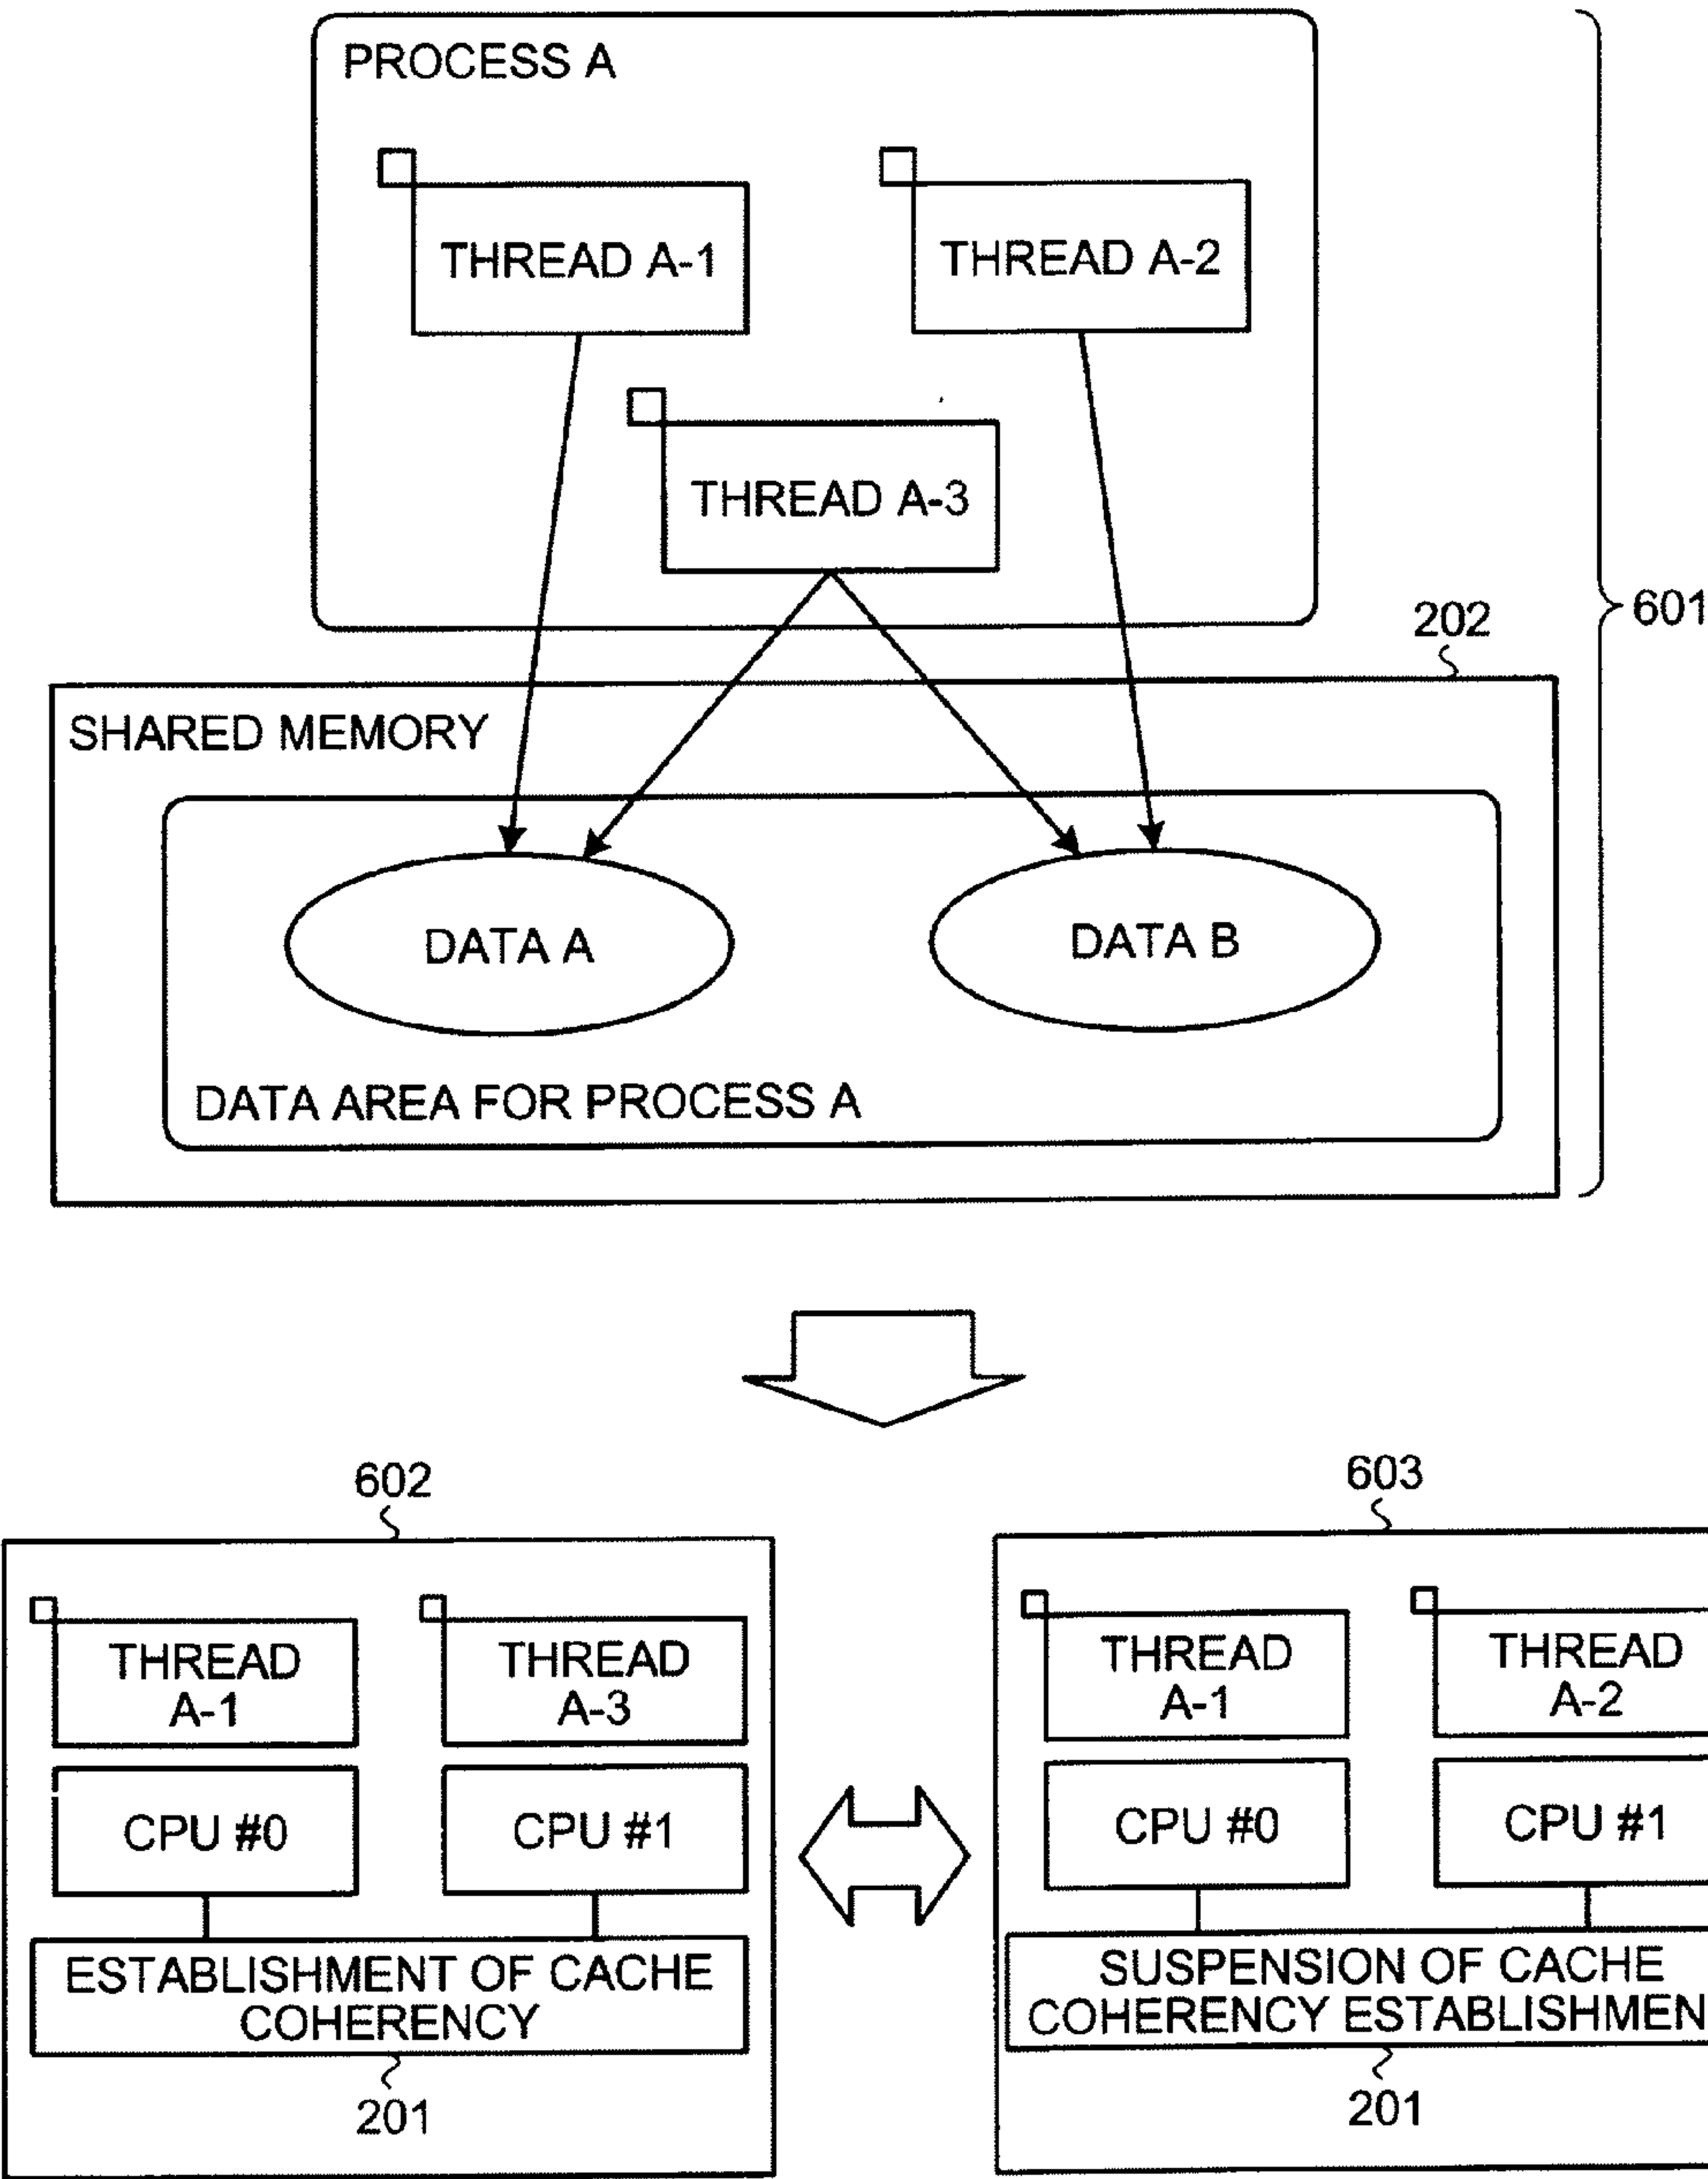 PROCESS A
THREAD A-1
THREAD A-2
THREAD A-3
601
202
SHARED MEMORY
DATA A
DATA B
DATA AREA FOR PROCESS A
602
603
THREAD
A-1
THREAD
A-3
CPU #0
CPU #1
ESTABLISHMENT OF CACHE
COHERENCY
201
THREAD
A-1
THREAD
A-2
CPU #0
CPU #1
SUSPENSION OF CACHE
COHERENCY ESTABLISHMEN
201